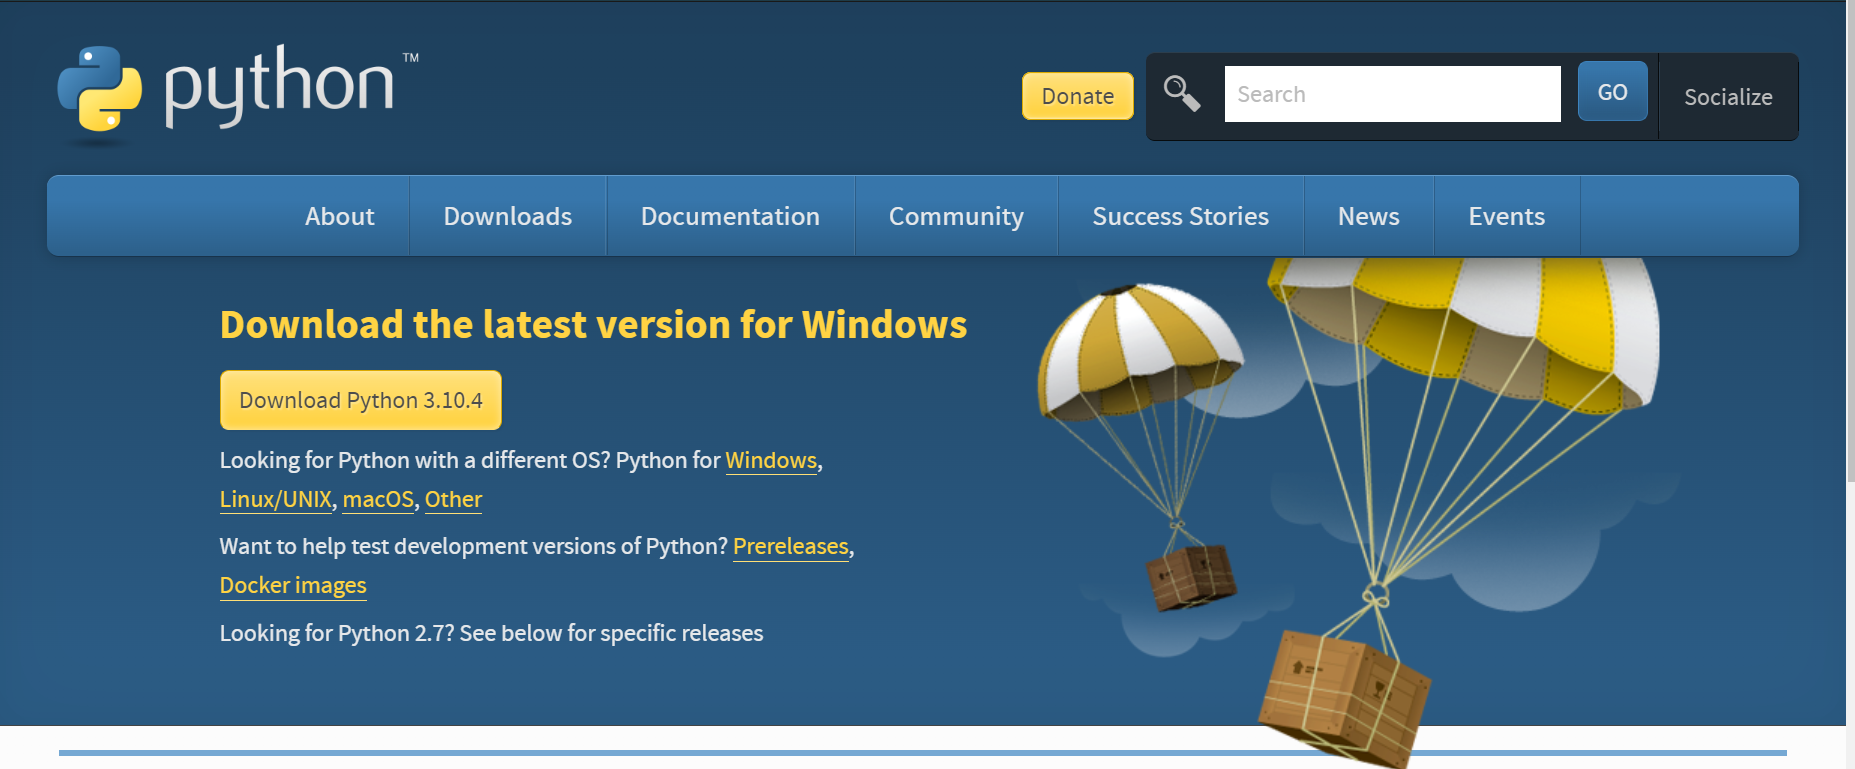 python™
Donate
Search
GO
Socialize
About
Downloads
Documentation
Community
Success Stories
News
Events
Download the latest version for Windows
Download Python 3.10.4
Looking for Python with a different OS? Python for Windows,
Linux/UNIX, macOS, Other
Want to help test development versions of Python? Prereleases,
Docker images
Looking for Python 2.7? See below for specific releases